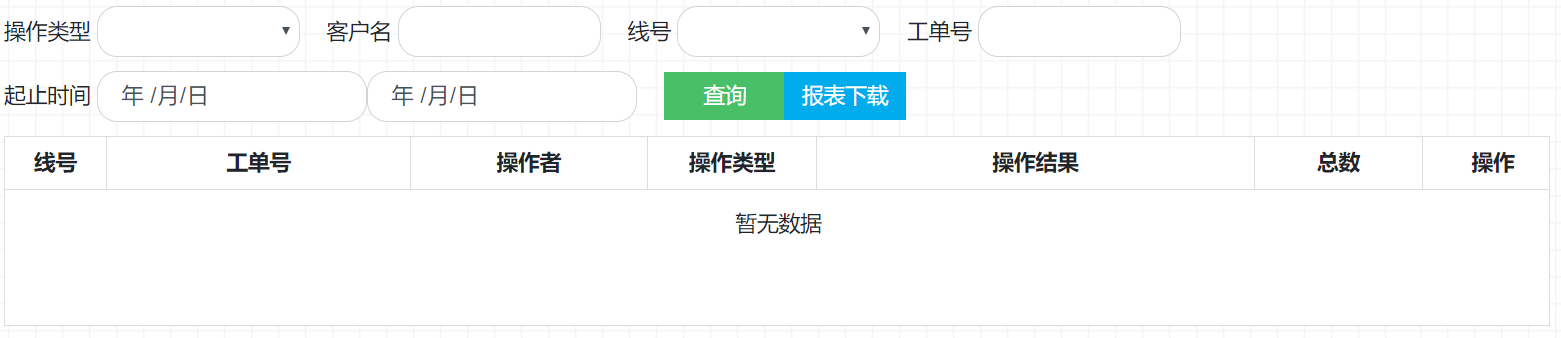 操作类型 客户名 线号 工单号
起止时间 年 /月/日 年 /月/日 查询 报表下载
线号 工单号 操作者 操作类型 操作结果 总数 操作
暂无数据